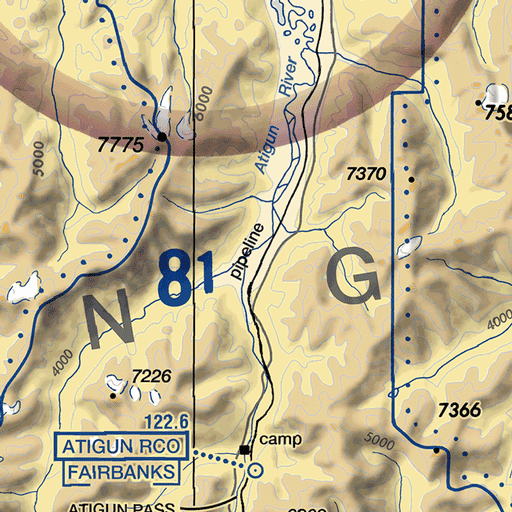 6000
758
Atigun River
7775
5000
7370
pipeline
81
G
N
4000
4000
7226
7366
122.6
ATIGUN RCO
FAIRBANKS
camp
5000
ATIGUN PASS